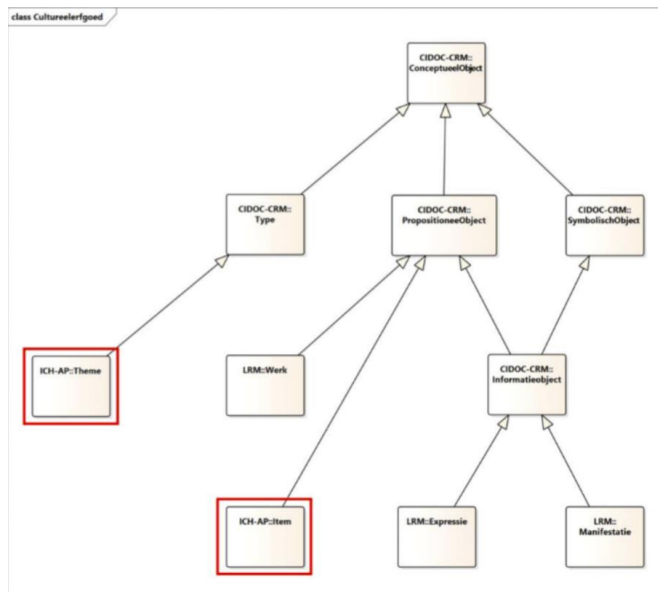 class Cultureelerfgoed
CIDOC-CRM::
ConceptueelObject
CIDOC-CRM::
Type
CIDOC-CRM::
PropositioneeObject
CIDOC-CRM::
SymbolischObject
ICH-AP::Theme
LRM::Werk
CIDOC-CRM::
Informatieobject
ICH-AP::Item
LRM::Expressie
LRM::
Manifestatie